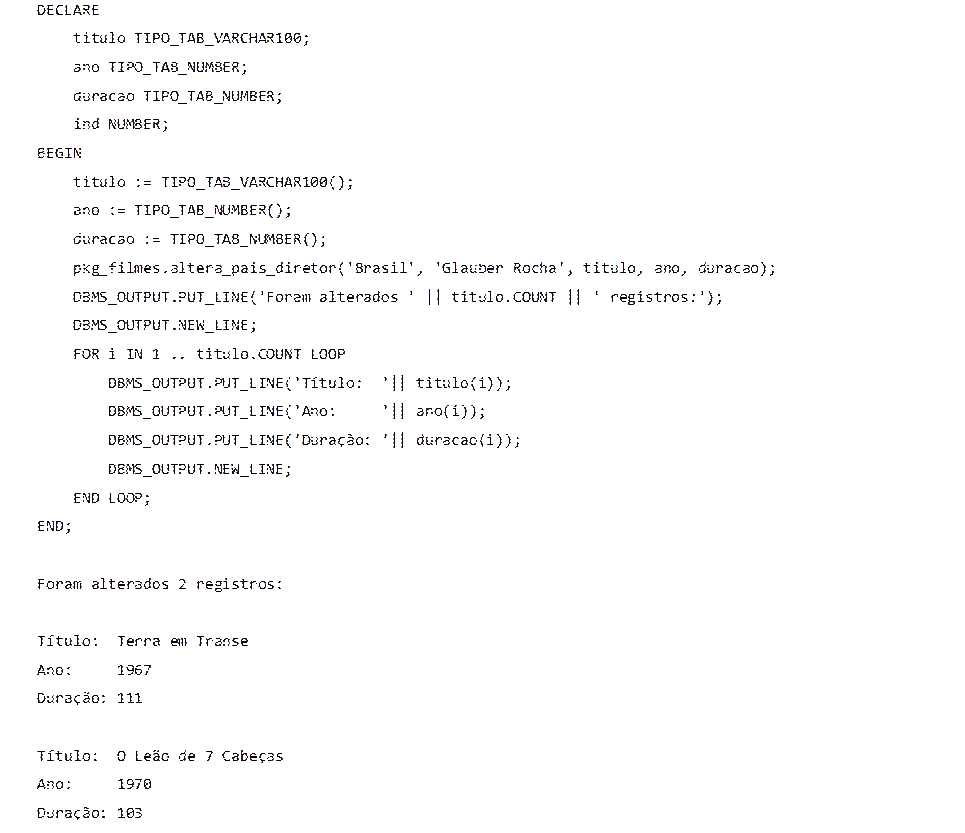 DECLARE
    titulo TIPO_TAB_VARCHAR100;
    ano TIPO_TAB_NUMBER;
    duracao TIPO_TAB_NUMBER;
    ind NUMBER;
BEGIN
    titulo := TIPO_TAB_VARCHAR100();
    ano := TIPO_TAB_NUMBER();
    duracao := TIPO_TAB_NUMBER();
    pkg_filmes.altera_pais_diretor('Brasil', 'Glauber Rocha', titulo, ano, duracao);
    DBMS_OUTPUT.PUT_LINE('Foram alterados ' || titulo.COUNT || ' registros:');
    DBMS_OUTPUT.NEW_LINE;
    FOR i IN 1 .. titulo.COUNT LOOP
        DBMS_OUTPUT.PUT_LINE('Título:  '|| titulo(i));
        DBMS_OUTPUT.PUT_LINE('Ano:     '|| ano(i));
        DBMS_OUTPUT.PUT_LINE('Duração: '|| duracao(i));
        DBMS_OUTPUT.NEW_LINE;
    END LOOP;
END;
Foram alterados 2 registros:
Título:  Terra em Transe
Ano:     1967
Duração: 111
Título:  O Leão de 7 Cabeças
Ano:     1970
Duração: 103